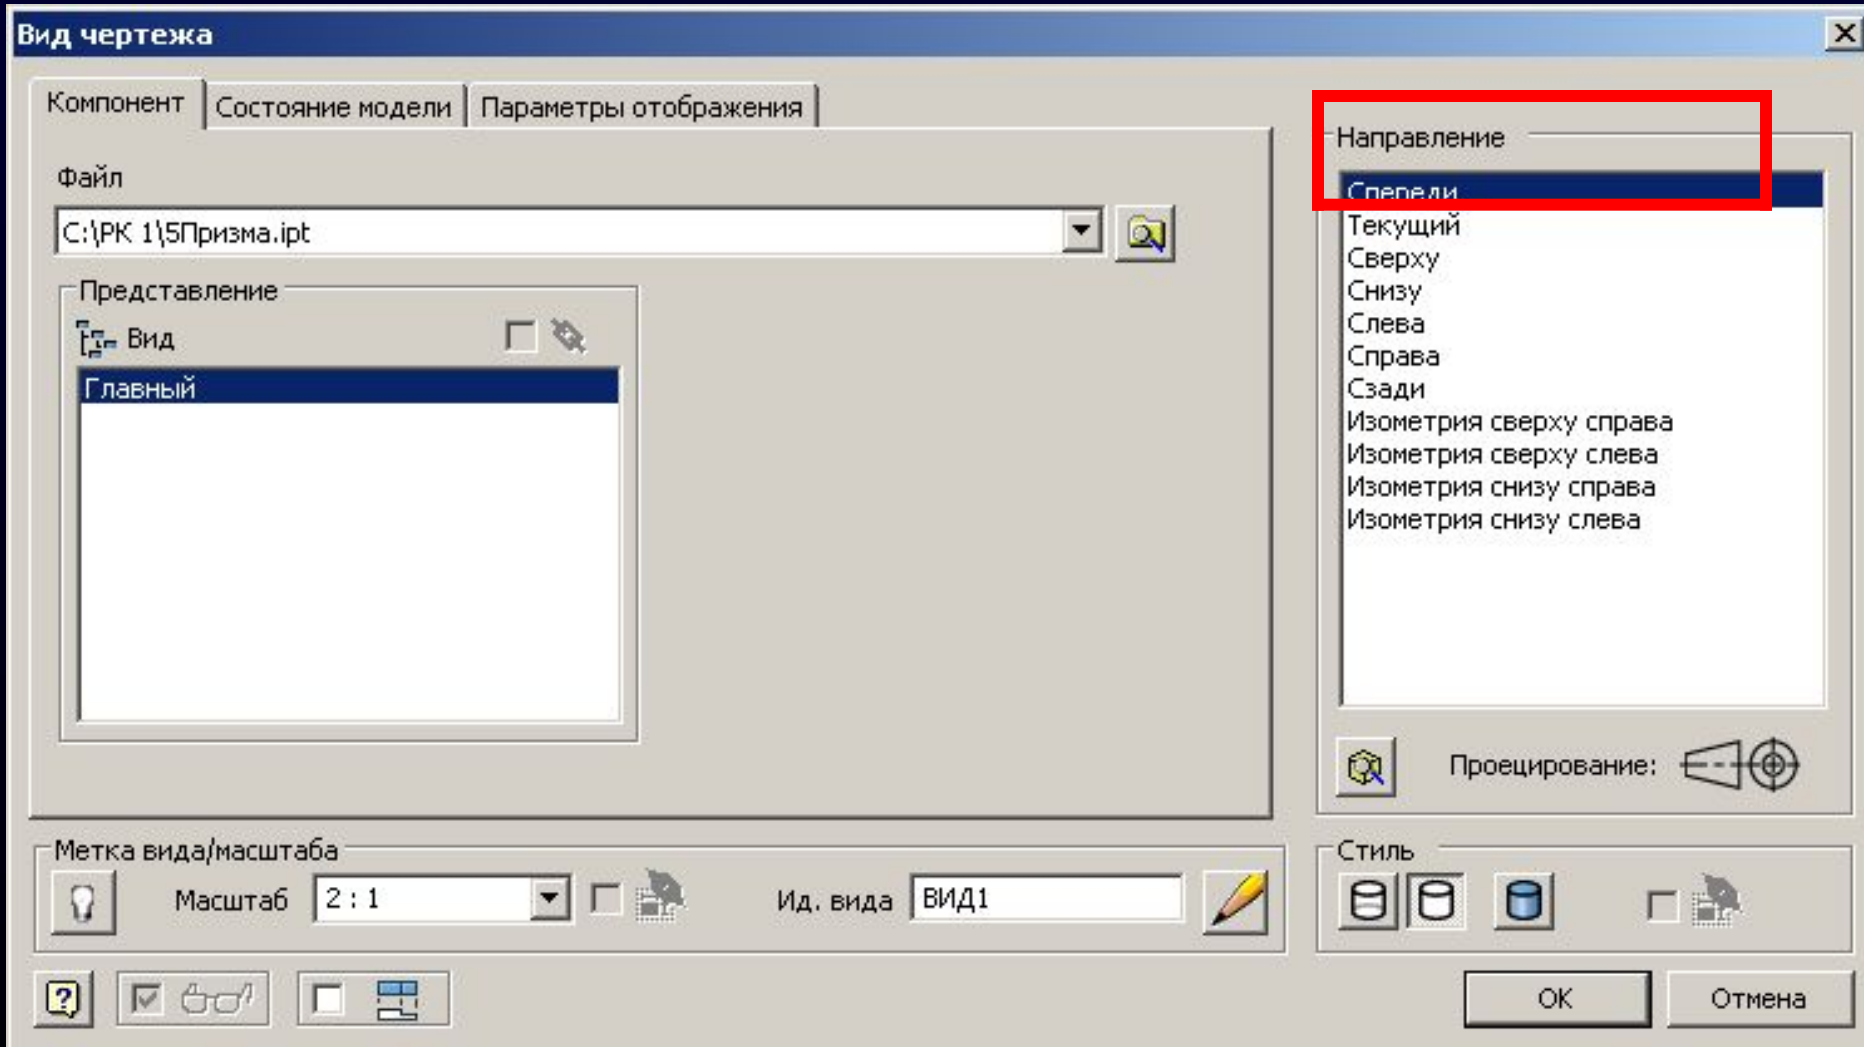 Вид чертежа
Компонент
Состояние модели
Параметры отображения
Файл
C:\РК 1\5Призма.ipt
Представление
Вид
Главный
Направление
Спереди
Текущий
Сверху
Снизу
Слева
Справа
Сзади
Изометрия сверху справа
Изометрия сверху слева
Изометрия снизу справа
Изометрия снизу слева
Проецирование:
Метка вида/масштаба
Масштаб
2 : 1
Ид. вида
ВИД1
Стиль
?
OK
Отмена